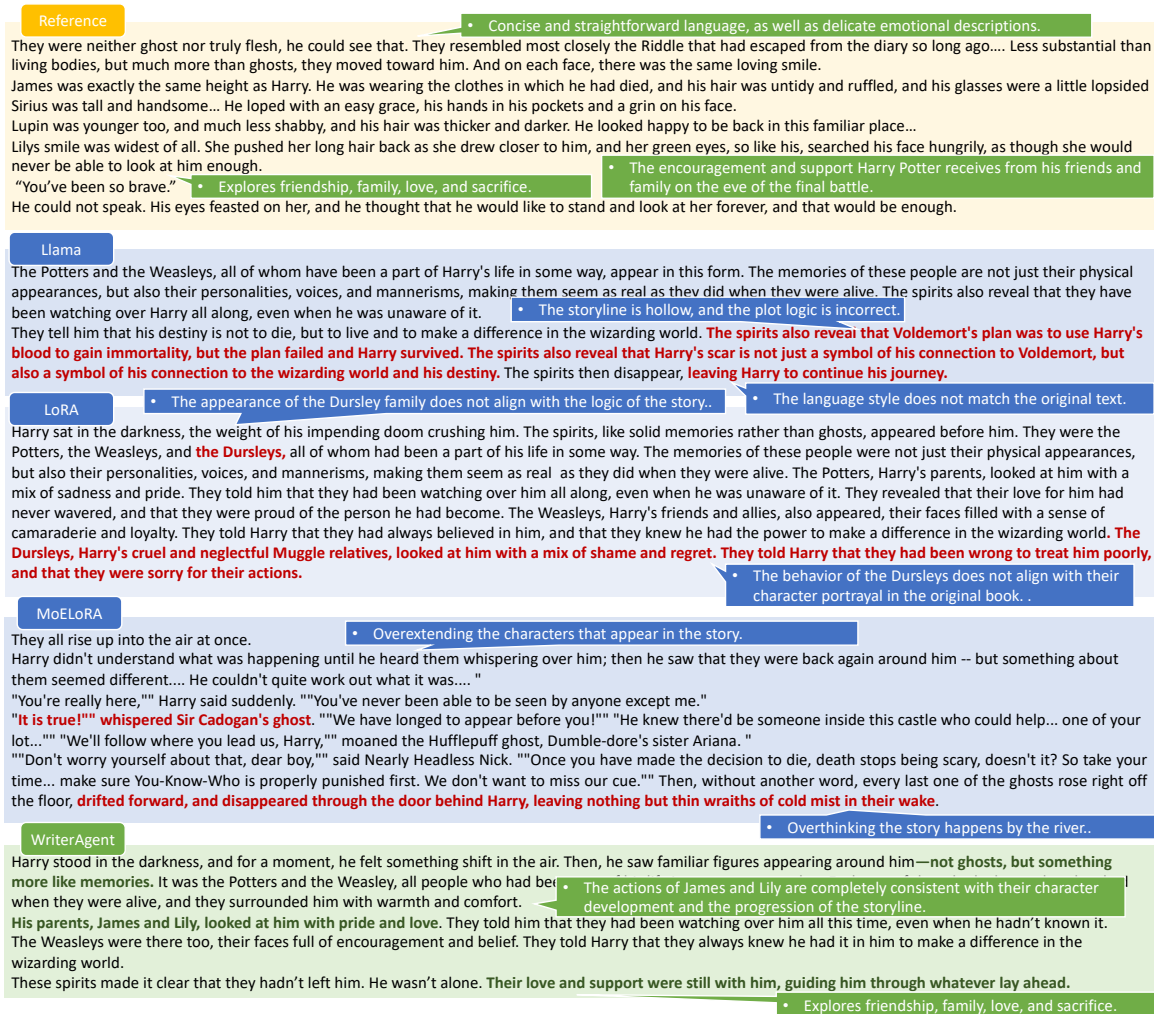 Reference
• Concise and straightforward language, as well as delicate emotional descriptions.
They were neither ghost nor truly flesh, he could see that. They resembled most closely the Riddle that had escaped from the diary so long ago…. Less substantial than
living bodies, but much more than ghosts, they moved toward him. And on each face, there was the same loving smile.
James was exactly the same height as Harry. He was wearing the clothes in which he had died, and his hair was untidy and ruffled, and his glasses were a little lopsided
Sirius was tall and handsome… He loped with an easy grace, his hands in his pockets and a grin on his face.
Lupin was younger too, and much less shabby, and his hair was thicker and darker. He looked happy to be back in this familiar place…
Lilys smile was widest of all. She pushed her long hair back as she drew closer to him, and her green eyes, so like his, searched his face hungrily, as though she would
never be able to look at him enough.
• The encouragement and support Harry Potter receives from his friends and
family on the eve of the final battle.
"You've been so brave."
• Explores friendship, family, love, and sacrifice.
He could not speak. His eyes feasted on her, and he thought that he would like to stand and look at her forever, and that would be enough.
Llama
The Potters and the Weasleys, all of whom have been a part of Harry's life in some way, appear in this form. The memories of these people are not just their physical
appearances, but also their personalities, voices, and mannerisms, making them seem as real as they did when they were alive. The spirits also reveal that they have
been watching over Harry all along, even when he was unaware of it.
• The storyline is hollow, and the plot logic is incorrect.
They tell him that his destiny is not to die, but to live and to make a difference in the wizarding world. The spirits also reveal that Voldemort's plan was to use Harry's
blood to gain immortality, but the plan failed and Harry survived. The spirits also reveal that Harry's scar is not just a symbol of his connection to Voldemort, but
also a symbol of his connection to the wizarding world and his destiny. The spirits then disappear, leaving Harry to continue his journey.
LoRA
• The appearance of the Dursley family does not align with the logic of the story..
• The language style does not match the original text.
Harry sat in the darkness, the weight of his impending doom crushing him. The spirits, like solid memories rather than ghosts, appeared before him. They were the
Potters, the Weasleys, and the Dursleys, all of whom had been a part of his life in some way. The memories of these people were not just their physical appearances,
but also their personalities, voices, and mannerisms, making them seem as real as they did when they were alive. The Potters, Harry's parents, looked at him with a
mix of sadness and pride. They told him that they had been watching over him all along, even when he was unaware of it. They revealed that their love for him had
never wavered, and that they were proud of the person he had become. The Weasleys, Harry's friends and allies, also appeared, their faces filled with a sense of
camaraderie and loyalty. They told Harry that they had always believed in him, and that they knew he had the power to make a difference in the wizarding world. The
Dursleys, Harry's cruel and neglectful Muggle relatives, looked at him with a mix of shame and regret. They told Harry that they had been wrong to treat him poorly,
and that they were sorry for their actions.
• The behavior of the Dursleys does not align with their
character portrayal in the original book. .
MoELoRA
They all rise up into the air at once.
• Overextending the characters that appear in the story.
Harry didn't understand what was happening until he heard them whispering over him; then he saw that they were back again around him -- but something about
them seemed different.... He couldn't quite work out what it was.... "
"You're really here,"" Harry said suddenly. ""You've never been able to be seen by anyone except me."
"It is true!"" whispered Sir Cadogan's ghost. ""We have longed to appear before you!"" "He knew there'd be someone inside this castle who could help... one of your
lot..."" "We'll follow where you lead us, Harry,"" moaned the Hufflepuff ghost, Dumble-dore's sister Ariana. "
""Don't worry yourself about that, dear boy,"" said Nearly Headless Nick. ""Once you have made the decision to die, death stops being scary, doesn't it? So take your
time... make sure You-Know-Who is properly punished first. We don't want to miss our cue."" Then, without another word, every last one of the ghosts rose right off
the floor, drifted forward, and disappeared through the door behind Harry, leaving nothing but thin wraiths of cold mist in their wake.
• Overthinking the story happens by the river..
WriterAgent
Harry stood in the darkness, and for a moment, he felt something shift in the air. Then, he saw familiar figures appearing around him—not ghosts, but something
more like memories. It was the Potters and the Weasley, all people who had
• The actions of James and Lily are completely consistent with their character
development and the progression of the storyline.
when they were alive, and they surrounded him with warmth and comfort.
His parents, James and Lily, looked at him with pride and love. They told him that they had been watching over him all this time, even when he hadn't known it.
The Weasleys were there too, their faces full of encouragement and belief. They told Harry that they always knew he had it in him to make a difference in the
wizarding world.
These spirits made it clear that they hadn't left him. He wasn't alone. Their love and support were still with him, guiding him through whatever lay ahead.
• Explores friendship, family, love, and sacrifice.